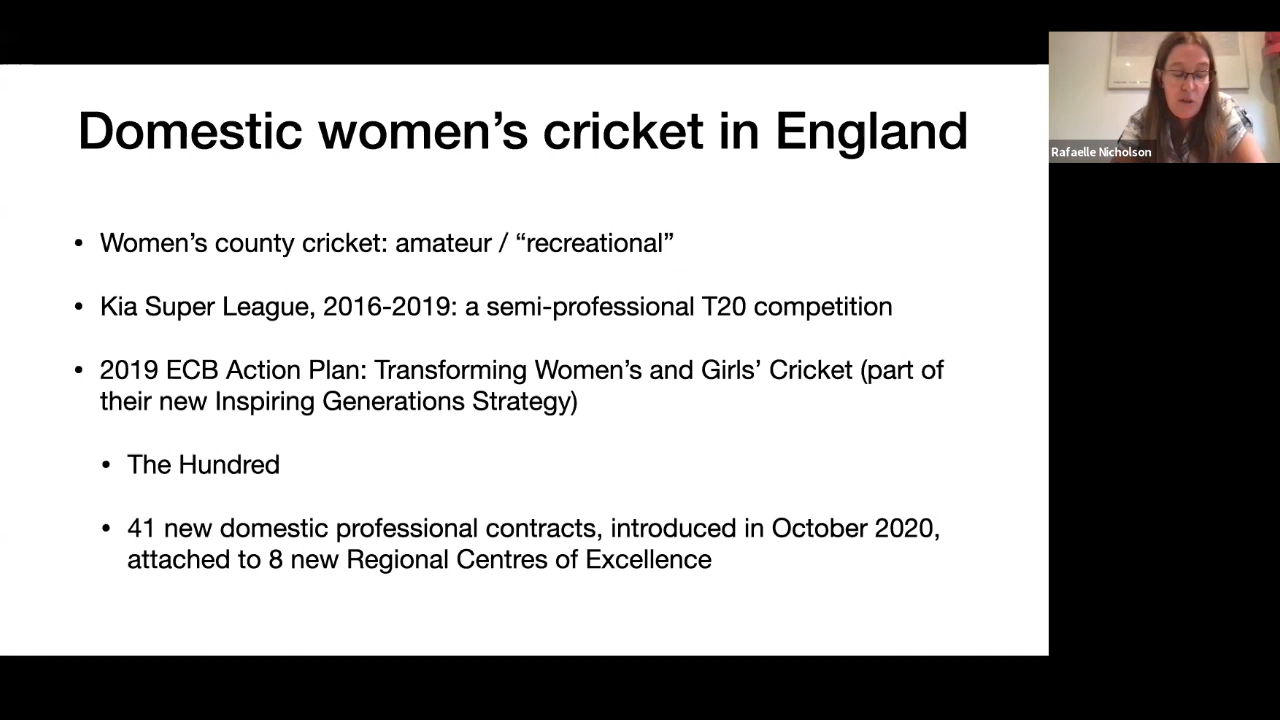 Domestic women’s cricket in England
• Women’s county cricket: amateur / “recreational”
• Kia Super League, 2016-2019: a semi-professional T20 competition
• 2019 ECB Action Plan: Transforming Women’s and Girls’ Cricket (part of
their new Inspiring Generations Strategy)
• The Hundred
• 41 new domestic professional contracts, introduced in October 2020,
attached to 8 new Regional Centres of Excellence
Rafaelle Nicholson